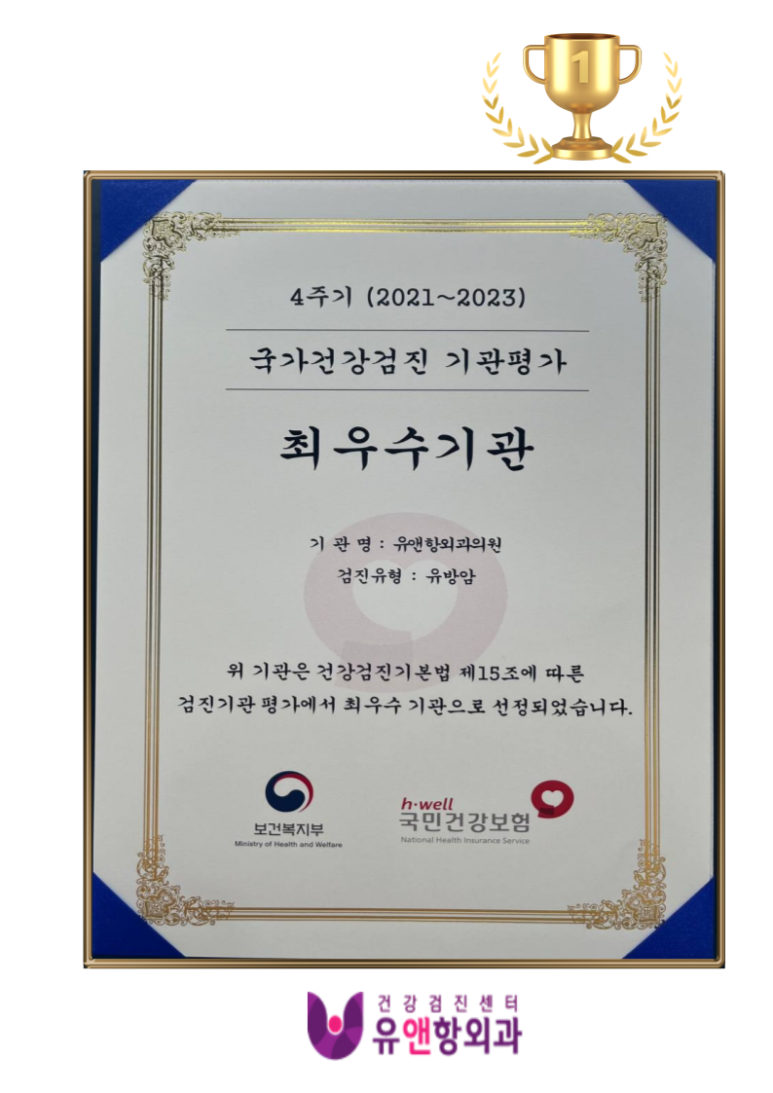 1
4주기 (2021~2023)
국가건강검진 기관평가
최우수기관
기 관 명 : 유앤항외과의원
검진유형 : 유방암
위 기관은 건강검진기본법 제15조에 따른
검진기관 평가에서 최우수 기관으로 선정되었습니다.
보건복지부
Ministry of Health and Welfare
h·well
국민건강보험
National Health Insurance Service
건강검진센터
유앤항외과